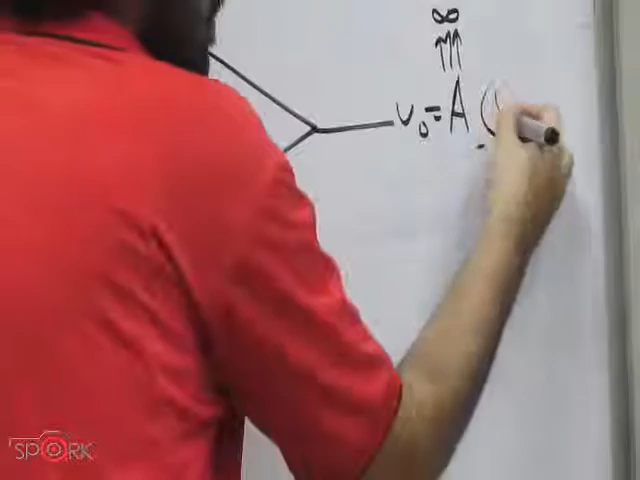 ∞
↑↑↑
v₀ = A (
SPORK